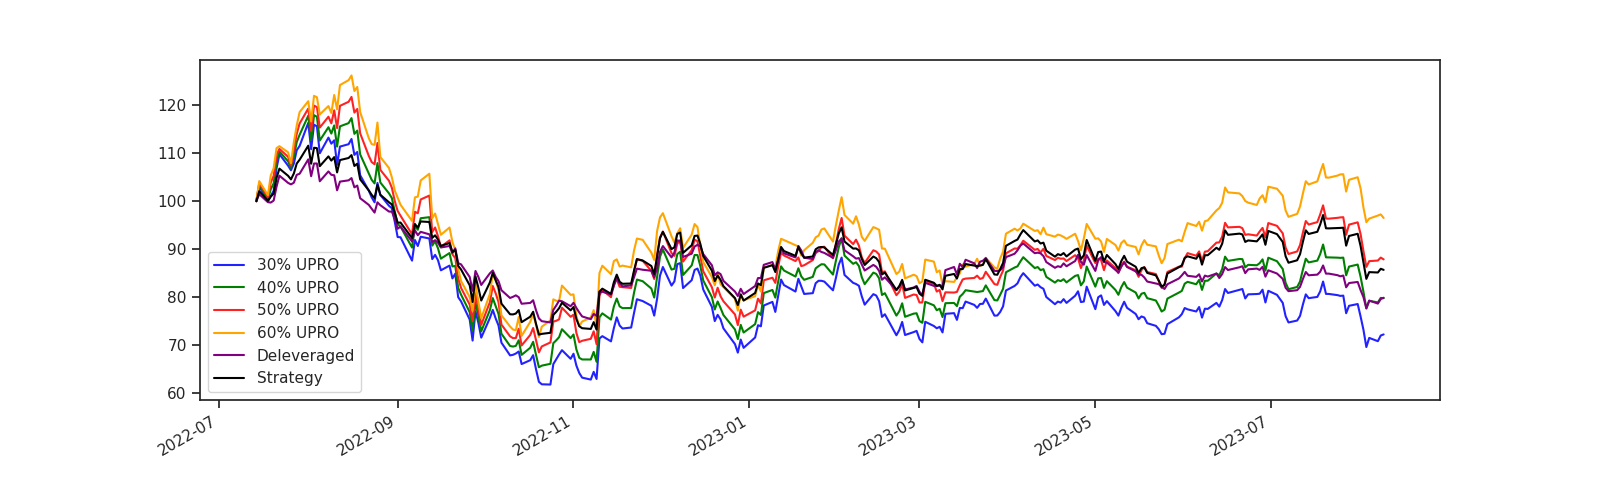 120
110
100
90
80
70
60
30% UPRO
40% UPRO
50% UPRO
60% UPRO
Deleveraged
Strategy
2022-07
2022-09
2022-11
2023-01
2023-03
2023-05
2023-07